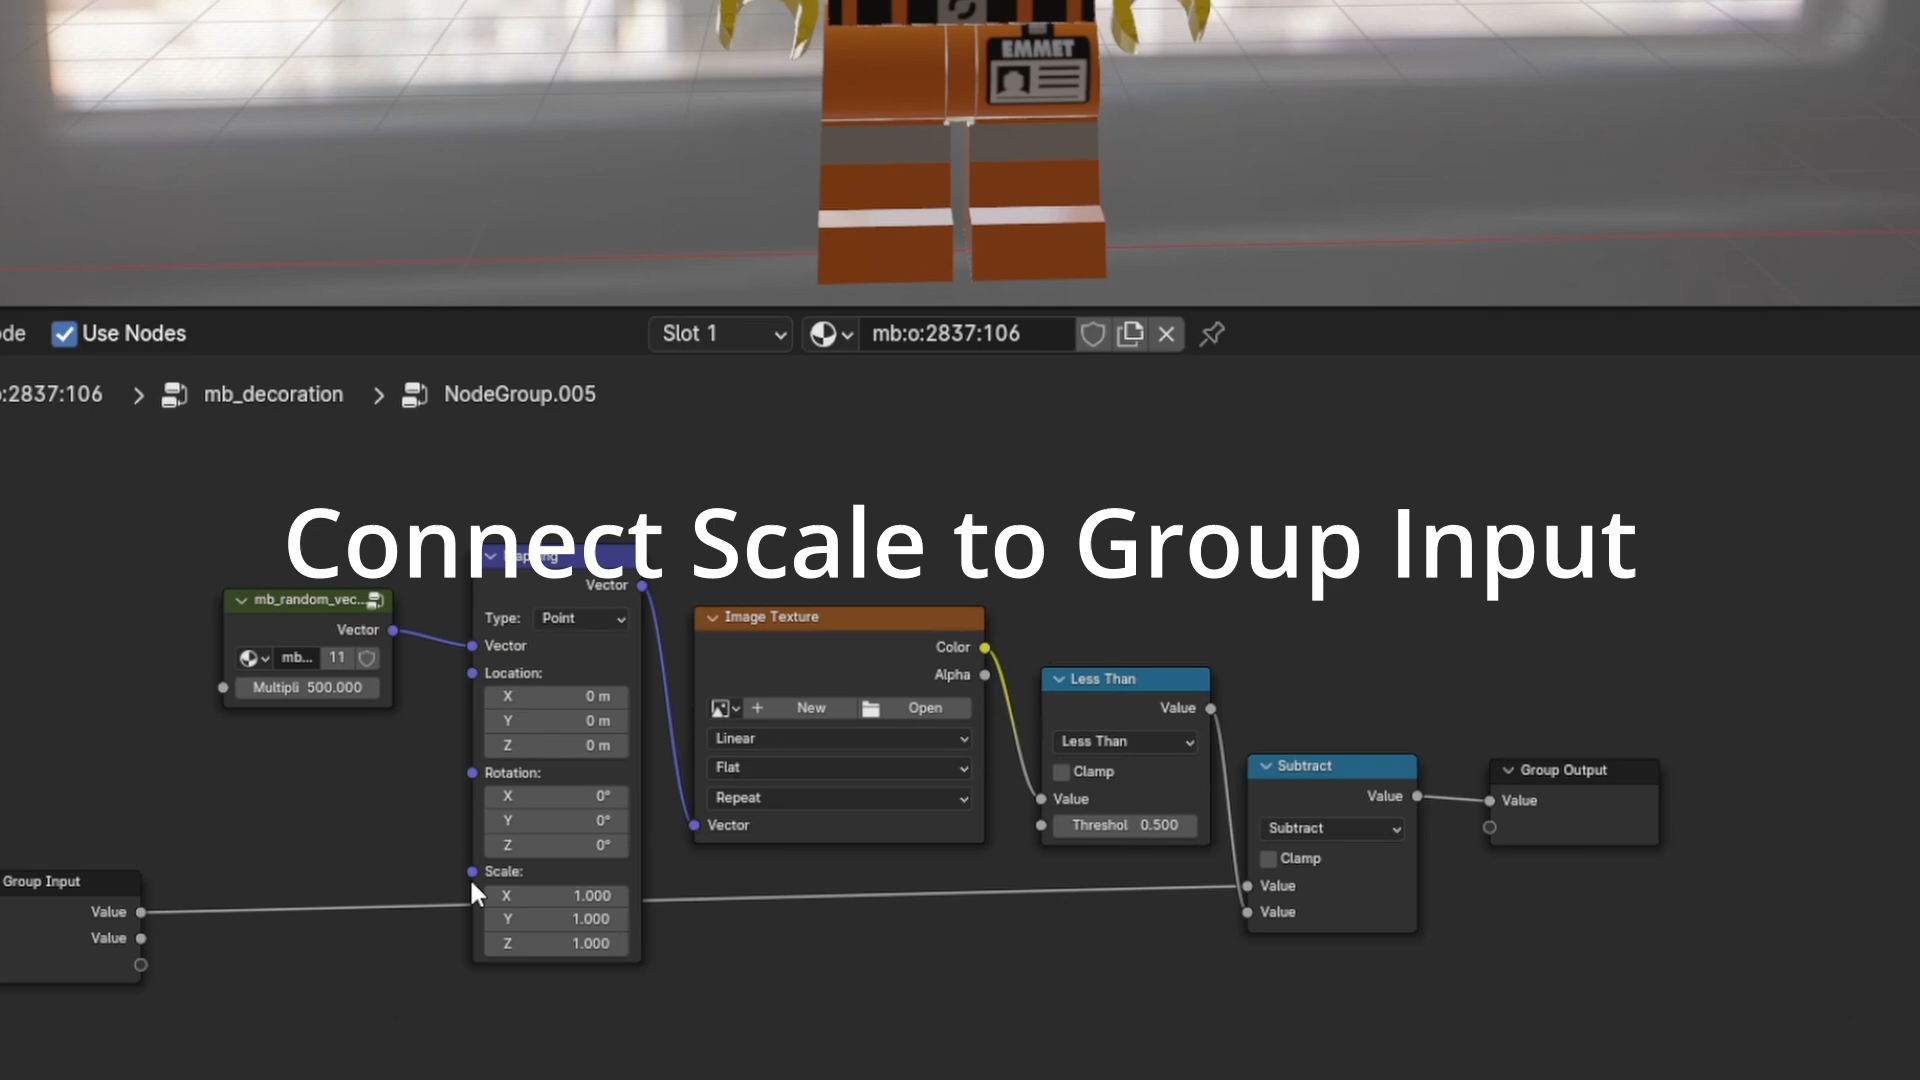 EMMET
de
Use Nodes
Slot 1
mb:o:2837:106
:2837:106
mb_decoration
NodeGroup.005
Connect Scale to Group Input
mb_random_vec...
Vector
mb...
11
Multipli 500.000
Mapping
Vector
Type: Point
Vector
Location:
X 0 m
Y 0 m
Z 0 m
Rotation:
X 0°
Y 0°
Z 0°
Scale:
X 1.000
Y 1.000
Z 1.000
Image Texture
Color
Alpha
New
Open
Linear
Flat
Repeat
Vector
Less Than
Value
Less Than
Clamp
Value
Threshol 0.500
Subtract
Value
Subtract
Clamp
Value
Value
Group Output
Value
Group Input
Value
Value